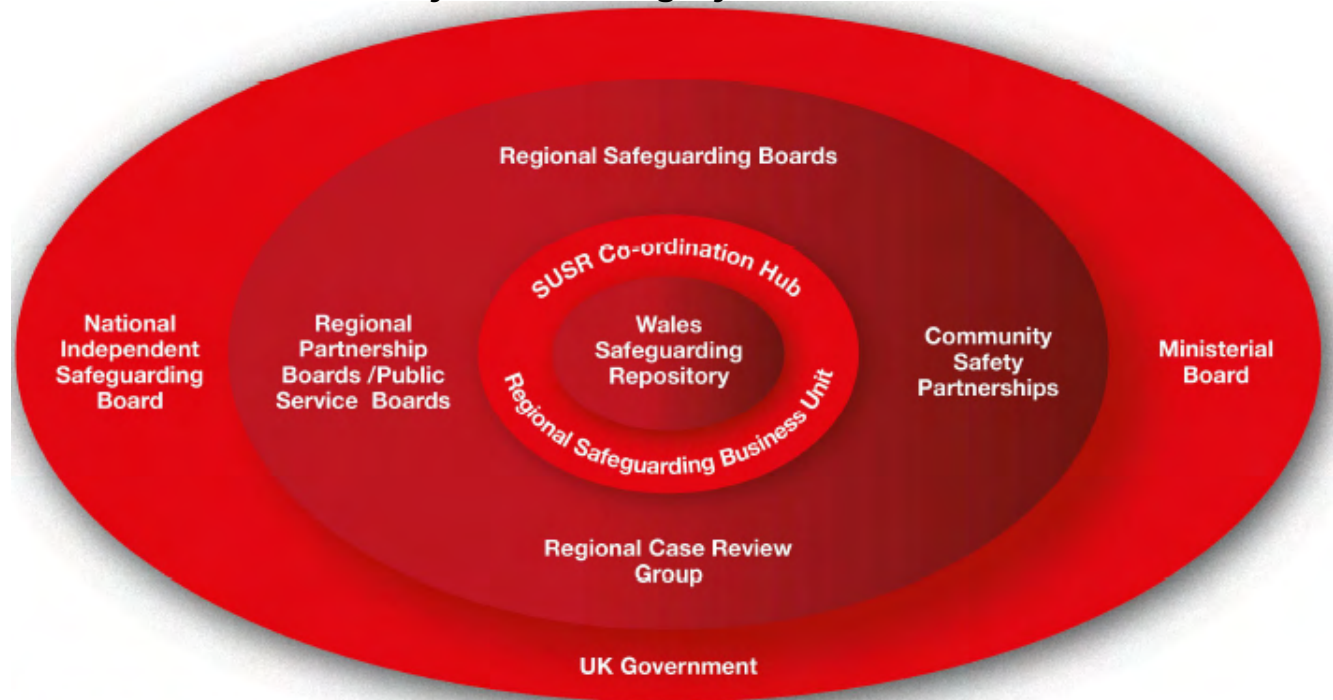 Regional Safeguarding Boards
SUSR Co-ordination Hub
National
Independent
Safeguarding
Board
Regional
Partnership
Boards /Public
Service Boards
Wales
Safeguarding
Repository
Community
Safety
Partnerships
Ministerial
Board
Regional Safeguarding Business Unit
Regional Case Review
Group
UK Government